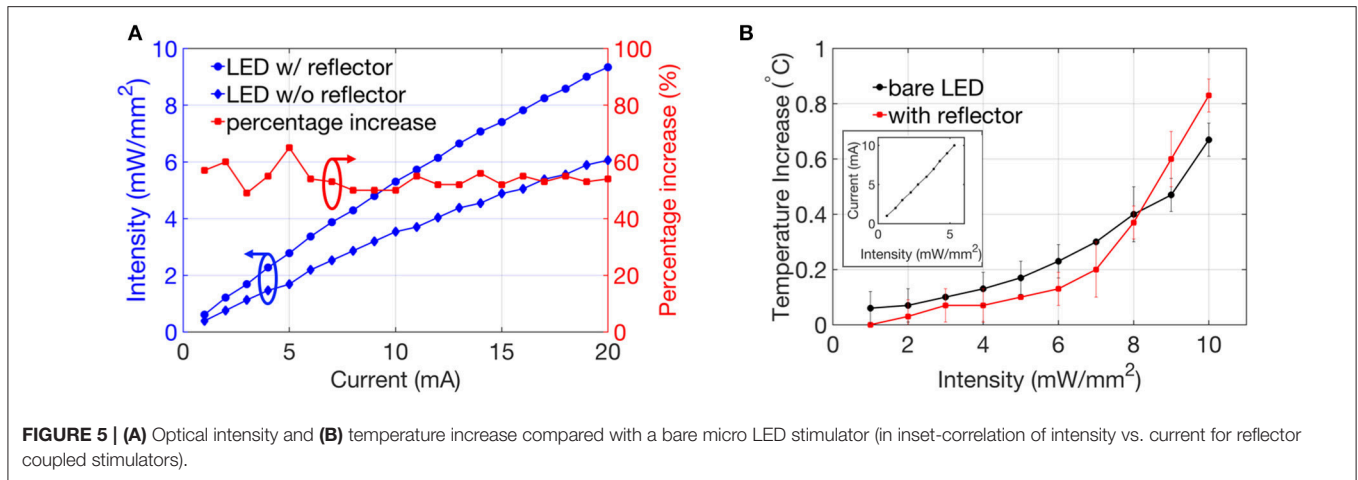 A
Intensity (mW/mm²)
10
8
6
4
2
0
LED w/ reflector
LED w/o reflector
percentage increase
100
80
60
40
20
0
Percentage increase (%)
0 5 10 15 20
Current (mA)
B
Temperature Increase (°C)
1
0.8
0.6
0.4
0.2
0
bare LED
with reflector
Current (mA)
10
5
0
0 5
Intensity (mW/mm²)
2 4 6 8 10
Intensity (mW/mm²)
FIGURE 5 | (A) Optical intensity and (B) temperature increase compared with a bare micro LED stimulator (in inset-correlation of intensity vs. current for reflector
coupled stimulators).